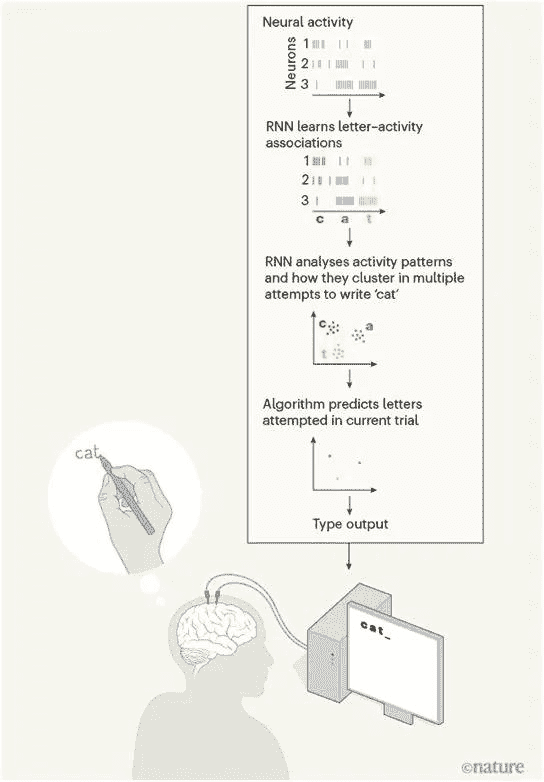 Neural activity
Neurons
1
2
3
RNN learns letter–activity
associations
1
2
3
c a t
RNN analyses activity patterns
and how they cluster in multiple
attempts to write ‘cat’
c
a
t
Algorithm predicts letters
attempted in current trial
Type output
cat
cat_
©nature